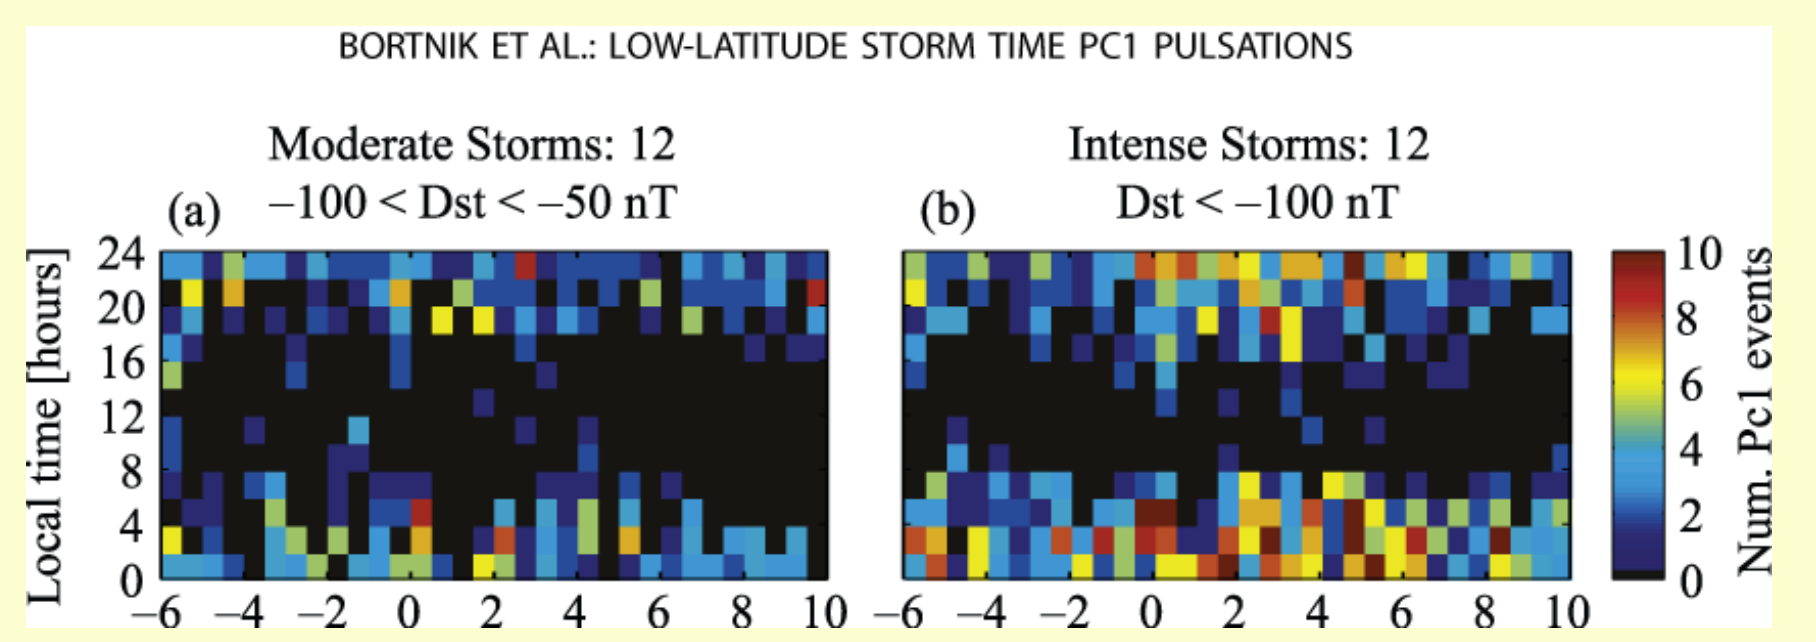 BORTNIK ET AL.: LOW-LATITUDE STORM TIME PC1 PULSATIONS
Moderate Storms: 12
−100 < Dst < −50 nT
(a)
Intense Storms: 12
Dst < −100 nT
(b)
Local time [hours]
24
20
16
12
8
4
0
−6 −4 −2 0 2 4 6 8 10
−6 −4 −2 0 2 4 6 8 10
10
8
6
4
2
0
Num. Pc1 events